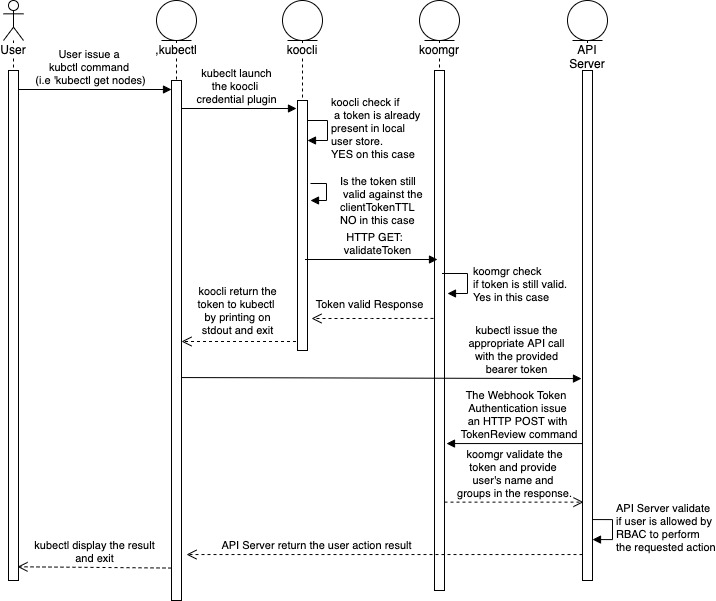 User
,kubectl
koocli
koomgr
API
Server
User issue a
kubctl command
(i.e 'kubectl get nodes)
kubeclt launch
the koocli
credential plugin
koocli check if
a token is already
present in local
user store.
YES on this case
Is the token still
valid against the
clientTokenTTL
NO in this case
HTTP GET:
validateToken
koomgr check
if token is still valid.
Yes in this case
Token valid Response
koocli return the
token to kubectl
by printing on
stdout and exit
kubectl issue the
appropriate API call
with the provided
bearer token
The Webhook Token
Authentication issue
an HTTP POST with
TokenReview command
koomgr validate the
token and provide
user's name and
groups in the response.
API Server validate
if user is allowed by
RBAC to perform
the requested action
API Server return the user action result
kubectl display the result
and exit